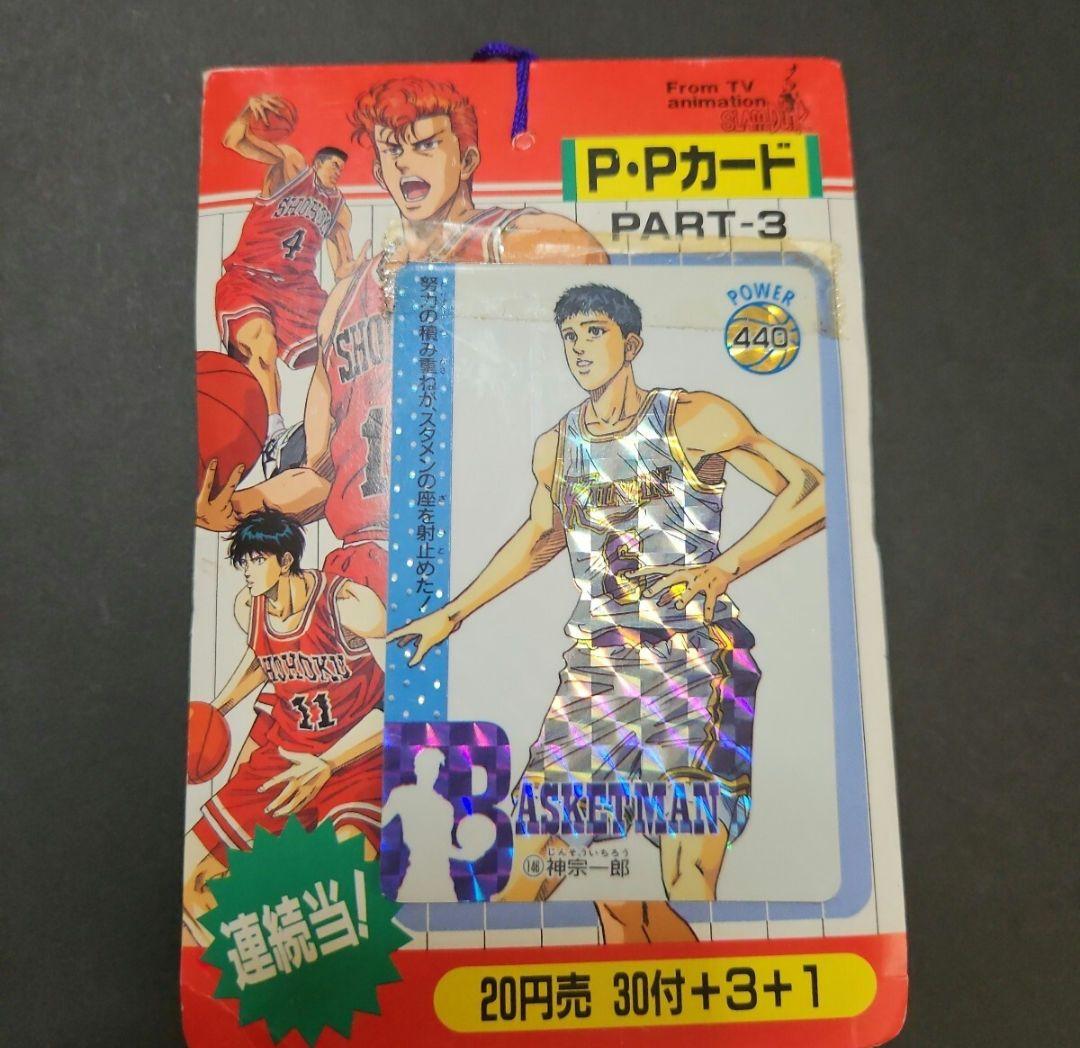 From TV
animation
SLAM DUNK
P・Pカード
PART-3
SHOHOKU
4
POWER
440
努力の積み重ねが、スタメンの座を射止めた!
KAINAN
6
SHOHOKU
11
BASKETMAN
じんそういちろう
146 神宗一郎
連続当!
20円売 30付+3+1